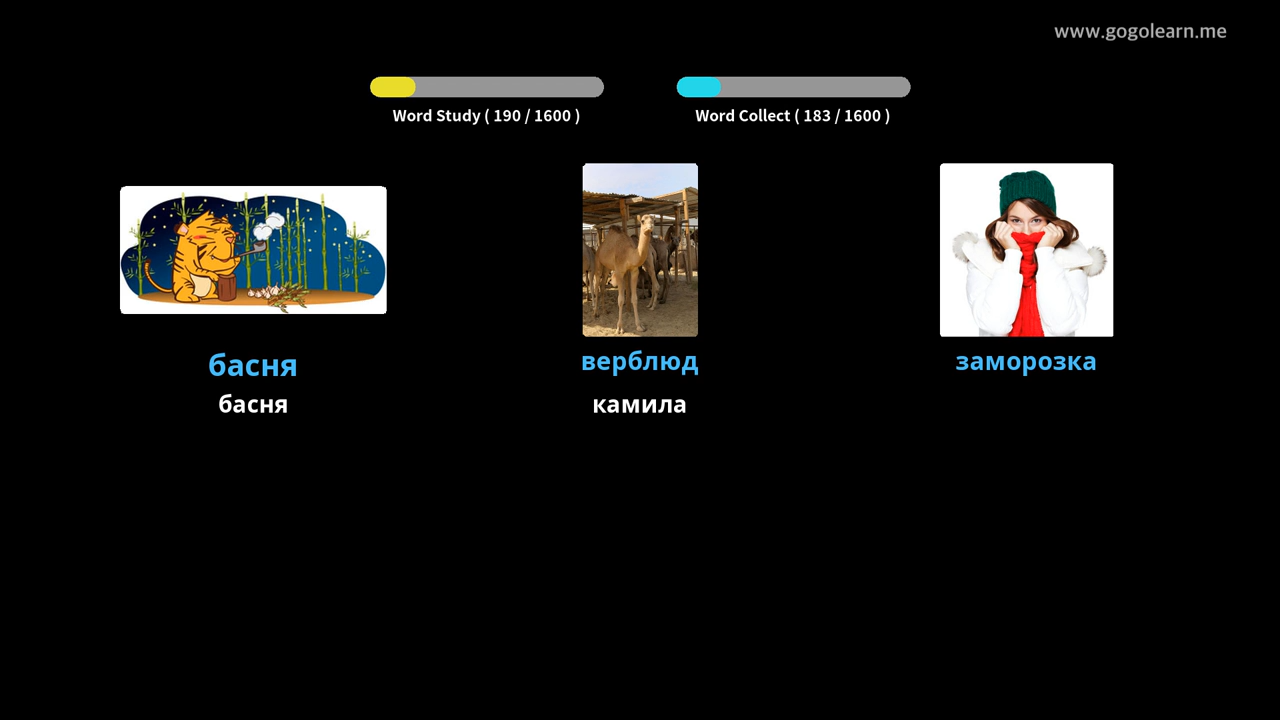 www.gogolearn.me
Word Study ( 190 / 1600 )
Word Collect ( 183 / 1600 )
басня
верблюд
заморозка
басня
камила